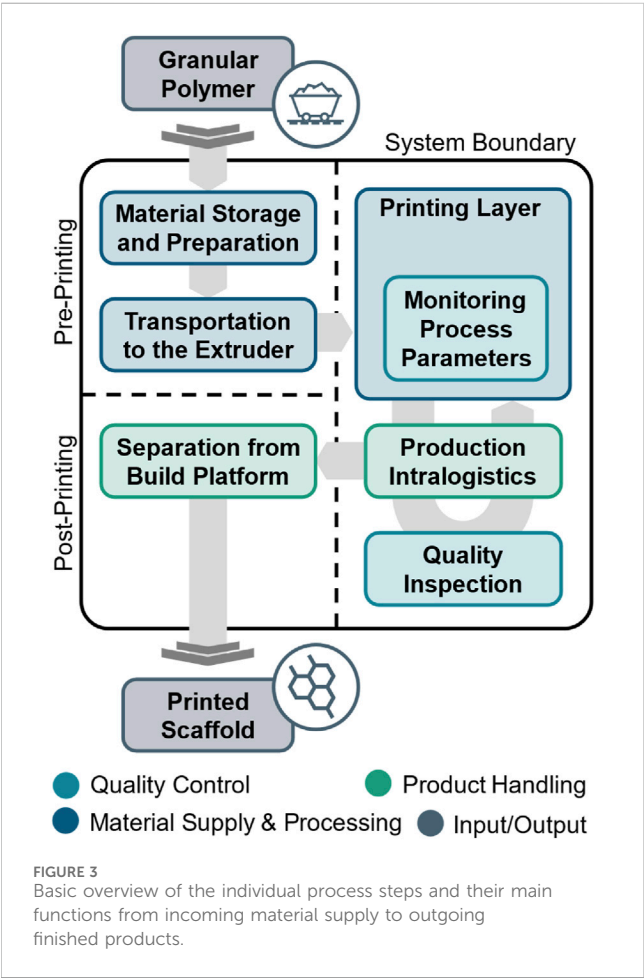 Granular
Polymer
System Boundary
Pre-Printing
Material Storage
and Preparation
Transportation
to the Extruder
Printing Layer
Monitoring
Process
Parameters
Post-Printing
Separation from
Build Platform
Production
Intralogistics
Quality
Inspection
Printed
Scaffold
Quality Control
Product Handling
Material Supply & Processing
Input/Output
FIGURE 3
Basic overview of the individual process steps and their main
functions from incoming material supply to outgoing
finished products.